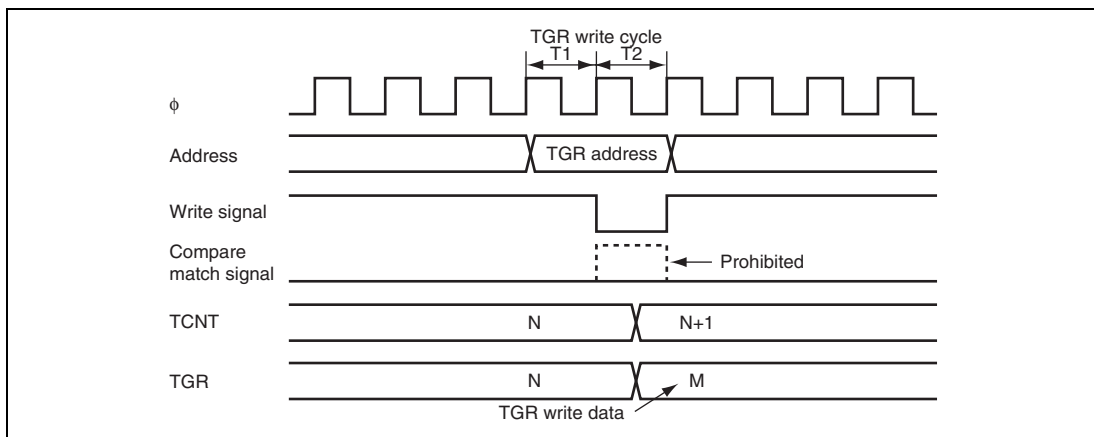 TGR write cycle
T1 T2
ϕ
Address
TGR address
Write signal
Compare
match signal
Prohibited
TCNT
N
N+1
TGR
N
M
TGR write data